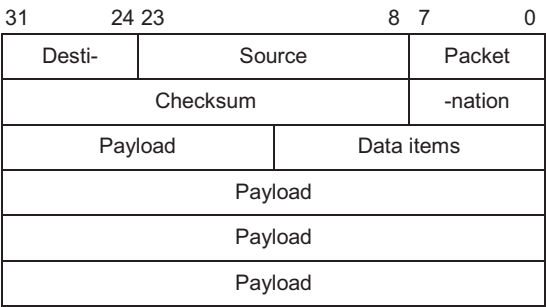 31 24 23 8 7 0
Desti- Source Packet
Checksum -nation
Payload Data items
Payload
Payload
Payload